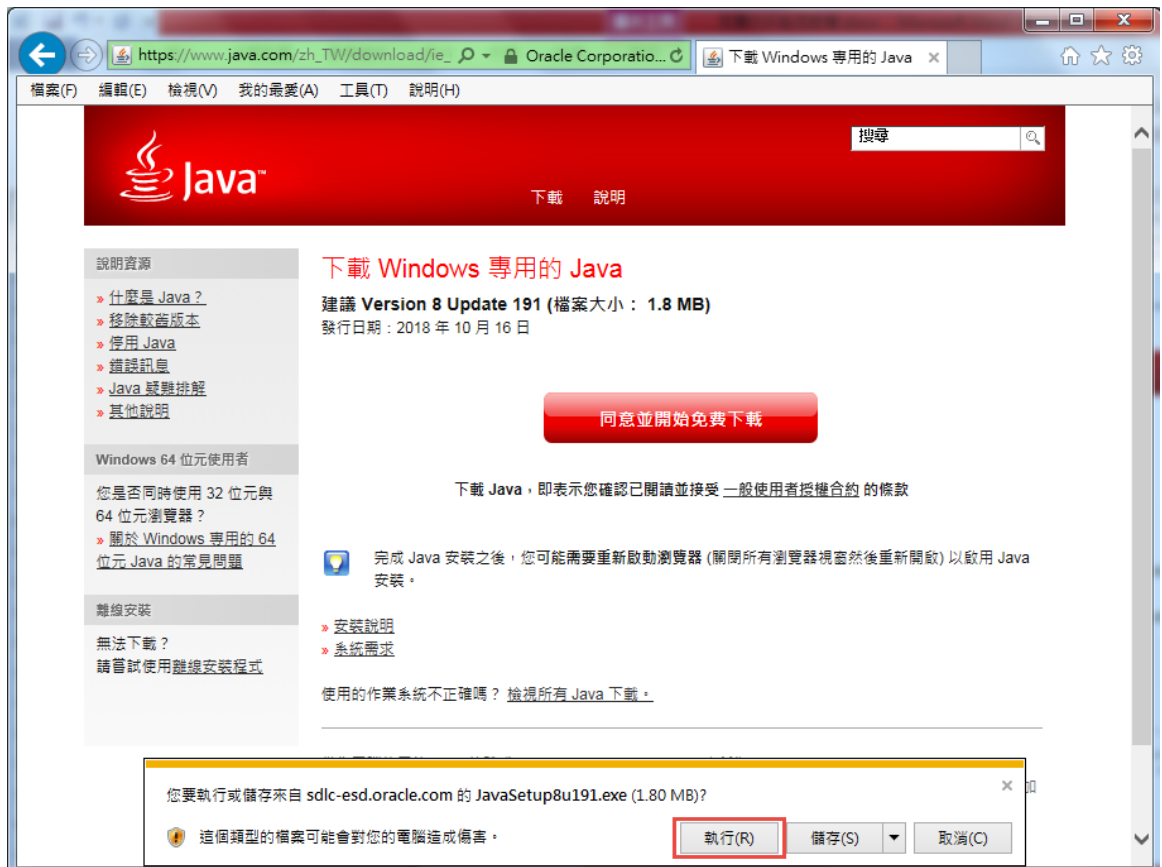 https://www.java.com/zh_TW/download/ie_
Oracle Corporatio...
下載 Windows 專用的 Java
檔案(F) 編輯(E) 檢視(V) 我的最愛(A) 工具(T) 說明(H)
Java™
搜尋
下載 說明
說明資源
» 什麼是 Java？
» 移除較舊版本
» 停用 Java
» 錯誤訊息
» Java 疑難排解
» 其他說明
Windows 64 位元使用者
您是否同時使用 32 位元與
64 位元瀏覽器？
» 關於 Windows 專用的 64
位元 Java 的常見問題
離線安裝
無法下載？
請嘗試使用離線安裝程式
下載 Windows 專用的 Java
建議 Version 8 Update 191 (檔案大小： 1.8 MB)
發行日期：2018 年 10 月 16 日
同意並開始免費下載
下載 Java，即表示您確認已閱讀並接受 一般使用者授權合約 的條款
完成 Java 安裝之後，您可能需要重新啟動瀏覽器 (關閉所有瀏覽器視窗然後重新開啟) 以啟用 Java
安裝。
» 安裝說明
» 系統需求
使用的作業系統不正確嗎？ 檢視所有 Java 下載。
您要執行或儲存來自 sdlc-esd.oracle.com 的 JavaSetup8u191.exe (1.80 MB)?
這個類型的檔案可能會對您的電腦造成傷害。
執行(R) 儲存(S) 取消(C)